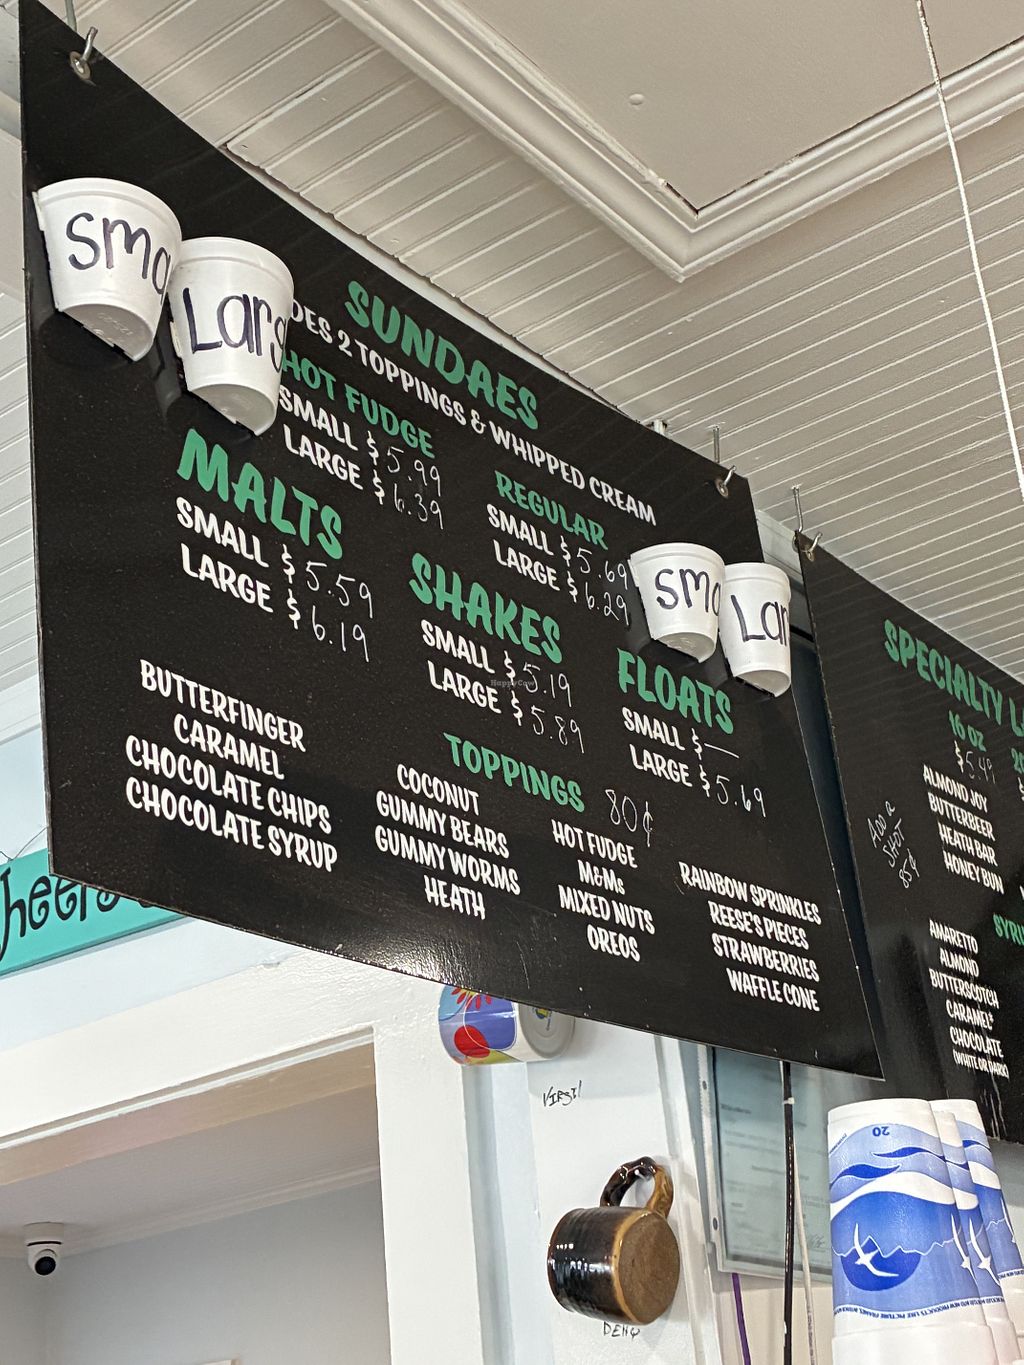 Sma
Larg
SUNDAES
DES 2 TOPPINGS & WHIPPED CREAM
HOT FUDGE
SMALL $5.99
LARGE $6.39
REGULAR
SMALL $5.69
LARGE $6.29
MALTS
SMALL $5.59
LARGE $6.19
SHAKES
SMALL $5.19
LARGE $5.89
Sma
Lar
FLOATS
SMALL $—
LARGE $5.69
TOPPINGS 80¢
BUTTERFINGER
CARAMEL
CHOCOLATE CHIPS
CHOCOLATE SYRUP
COCONUT
GUMMY BEARS
GUMMY WORMS
HEATH
HOT FUDGE
M&Ms
MIXED NUTS
OREOS
RAINBOW SPRINKLES
REESE'S PIECES
STRAWBERRIES
WAFFLE CONE
HappyCow
SPECIALTY L
16 OZ
$5.49
ALMOND JOY
BUTTERBEER
HEATH BAR
HONEY BUN
ADD A
SHOT
85¢
SYRU
AMARETTO
ALMOND
BUTTERSCOTCH
CARAMEL*
CHOCOLATE
(WHITE OR DARK)
heers
20